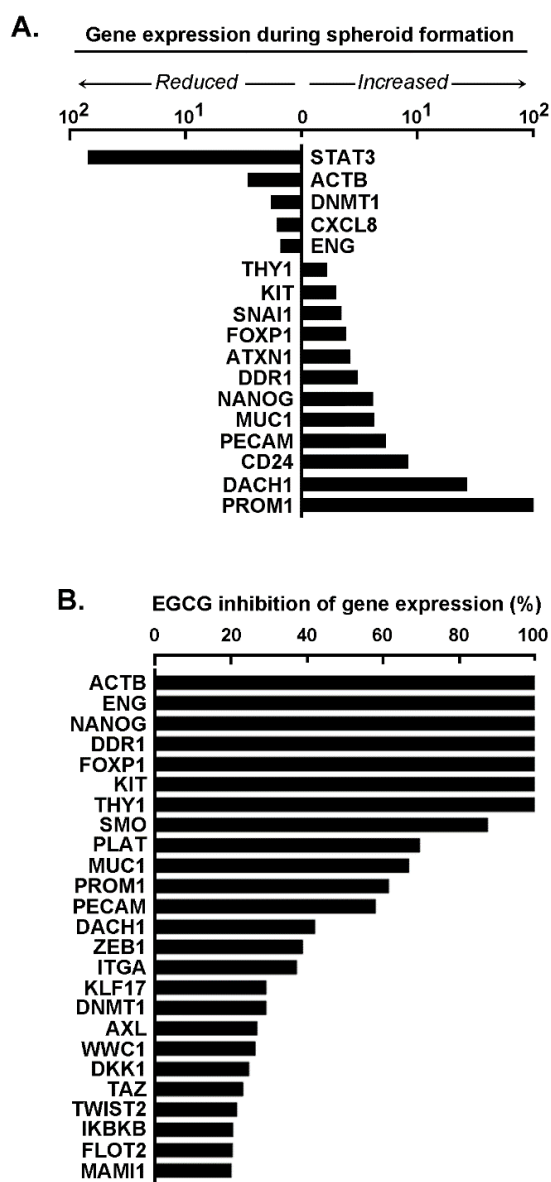 A.
Gene expression during spheroid formation
Reduced Increased
10² 10¹ 0 10¹ 10²
STAT3
ACTB
DNMT1
CXCL8
ENG
THY1
KIT
SNAI1
FOXP1
ATXN1
DDR1
NANOG
MUC1
PECAM
CD24
DACH1
PROM1
B.
EGCG inhibition of gene expression (%)
0 20 40 60 80 100
ACTB
ENG
NANOG
DDR1
FOXP1
KIT
THY1
SMO
PLAT
MUC1
PROM1
PECAM
DACH1
ZEB1
ITGA
KLF17
DNMT1
AXL
WWC1
DKK1
TAZ
TWIST2
IKBKB
FLOT2
MAMI1